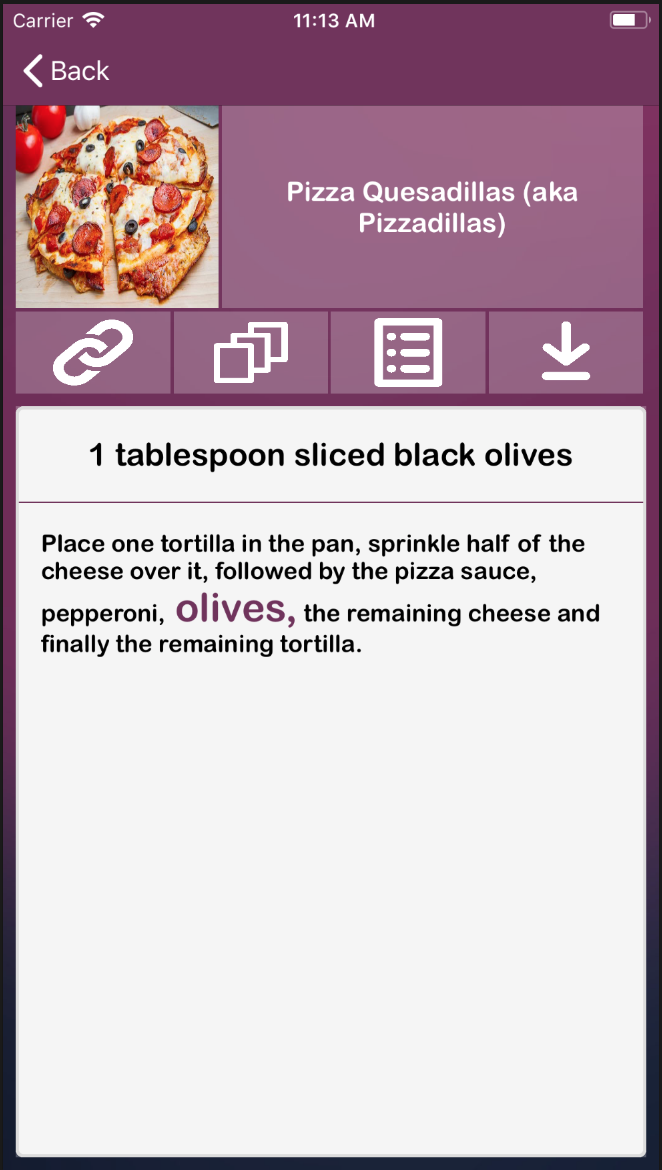 Carrier 11:13 AM
Back
Pizza Quesadillas (aka
Pizzadillas)
1 tablespoon sliced black olives
Place one tortilla in the pan, sprinkle half of the
cheese over it, followed by the pizza sauce,
pepperoni, olives, the remaining cheese and
finally the remaining tortilla.